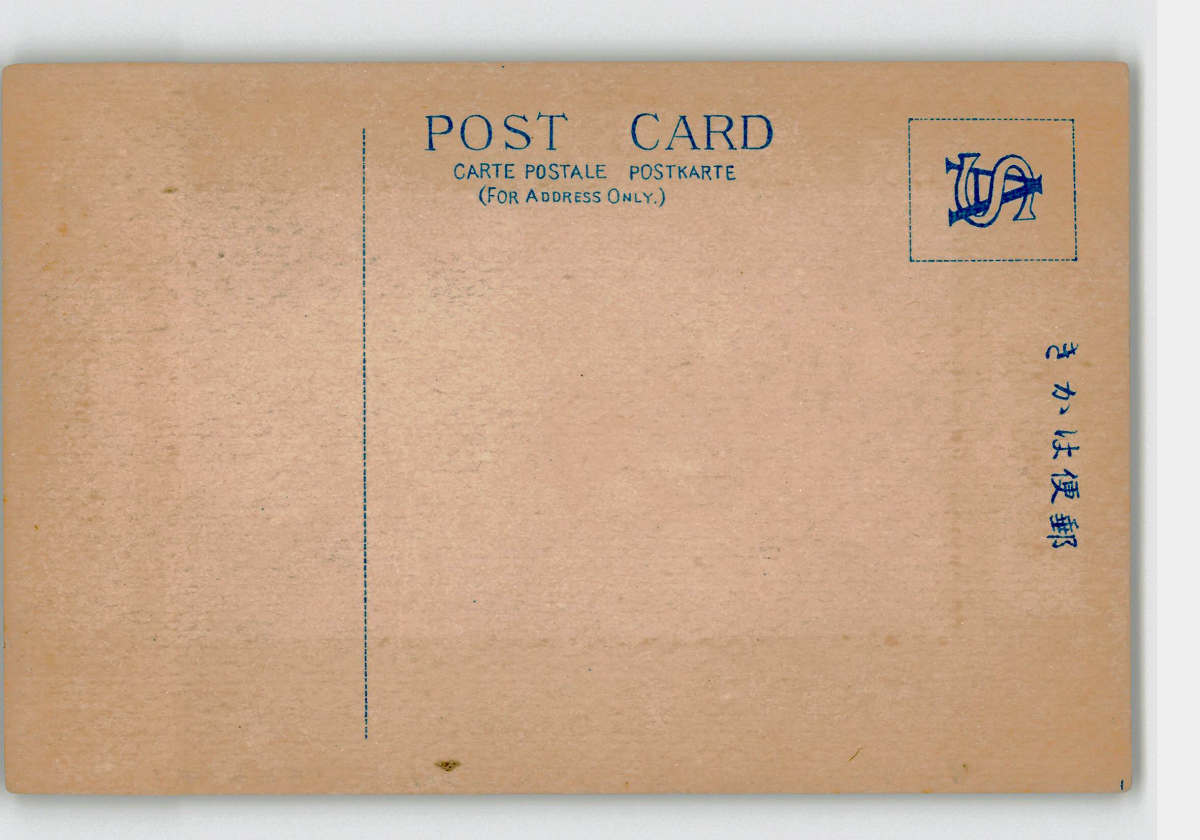 POST CARD
CARTE POSTALE POSTKARTE
(FOR ADDRESS ONLY.)
郵便はかき